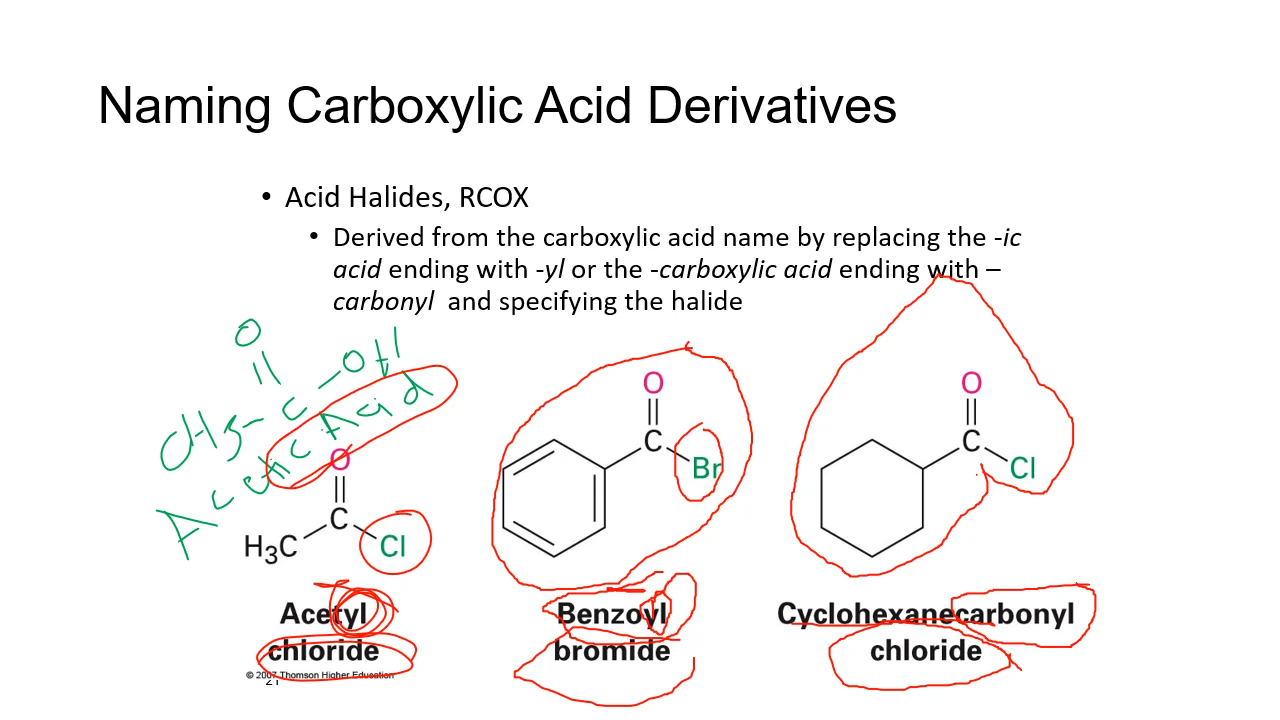 Naming Carboxylic Acid Derivatives
• Acid Halides, RCOX
• Derived from the carboxylic acid name by replacing the -ic
acid ending with -yl or the -carboxylic acid ending with –
carbonyl and specifying the halide
O
CH3-C-OH
Acetic Acid
O
C
H3C
Cl
Acetyl
chloride
O
C
Br
Benzoyl
bromide
O
C
Cl
Cyclohexanecarbonyl
chloride
© 2007 Thomson Higher Education
21